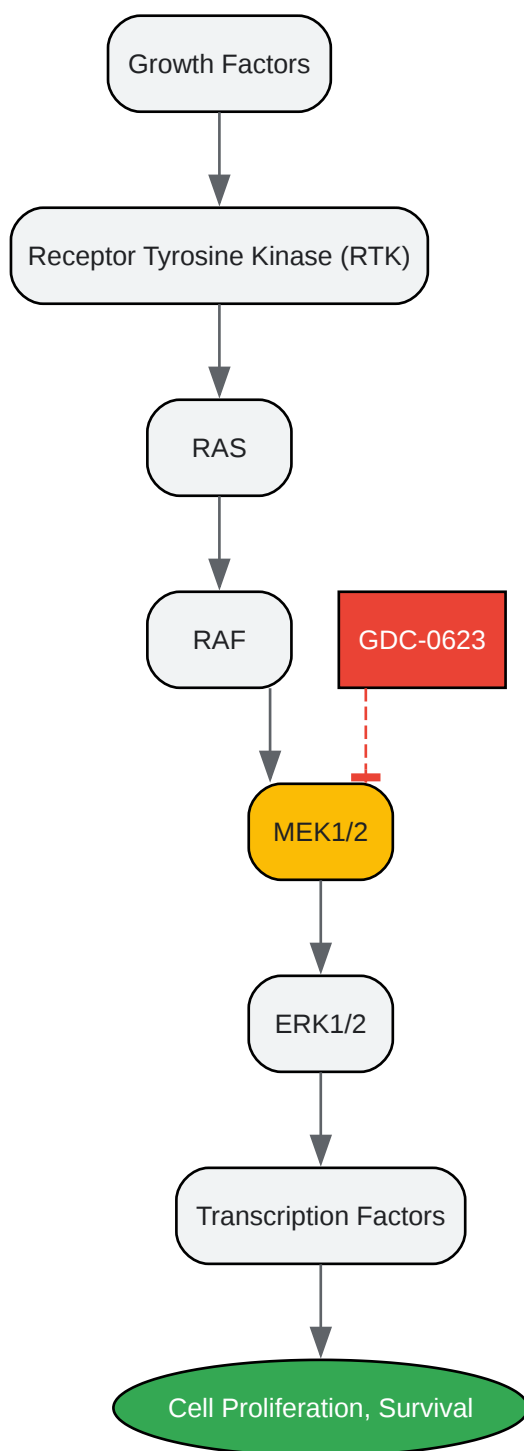 Growth Factors
Receptor Tyrosine Kinase (RTK)
RAS
RAF
GDC-0623
MEK1/2
ERK1/2
Transcription Factors
Cell Proliferation, Survival